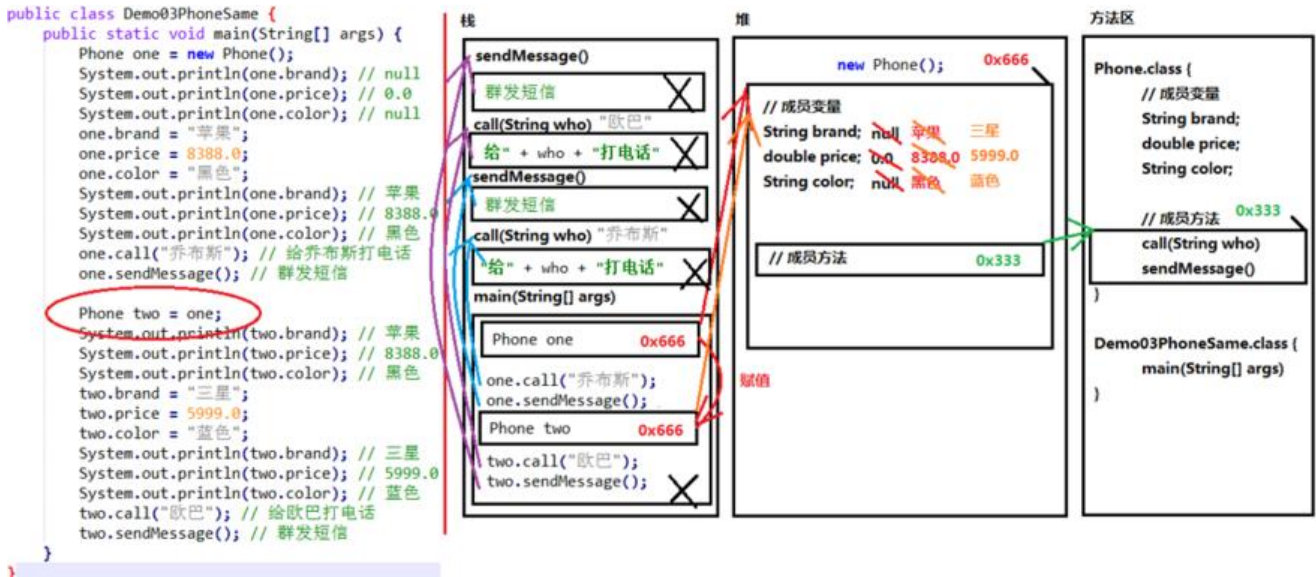 public class Demo03PhoneSame {
public static void main(String[] args) {
Phone one = new Phone();
System.out.println(one.brand); // null
System.out.println(one.price); // 0.0
System.out.println(one.color); // null
one.brand = "苹果";
one.price = 8388.0;
one.color = "黑色";
System.out.println(one.brand); // 苹果
System.out.println(one.price); // 8388.0
System.out.println(one.color); // 黑色
one.call("乔布斯"); // 给乔布斯打电话
one.sendMessage(); // 群发短信
Phone two = one;
System.out.println(two.brand); // 苹果
System.out.println(two.price); // 8388.0
System.out.println(two.color); // 黑色
two.brand = "三星";
two.price = 5999.0;
two.color = "蓝色";
System.out.println(two.brand); // 三星
System.out.println(two.price); // 5999.0
System.out.println(two.color); // 蓝色
two.call("欧巴"); // 给欧巴打电话
two.sendMessage(); // 群发短信
}
}
栈
sendMessage()
群发短信
call(String who) "欧巴"
给" + who + "打电话"
sendMessage()
群发短信
call(String who) "乔布斯"
"给" + who + "打电话"
main(String[] args)
Phone one 0x666
one.call("乔布斯");
one.sendMessage();
Phone two 0x666
two.call("欧巴");
two.sendMessage();
赋值
堆
new Phone(); 0x666
// 成员变量
String brand; null 苹果 三星
double price; 0.0 8388.0 5999.0
String color; null 黑色 蓝色
// 成员方法 0x333
方法区
Phone.class {
// 成员变量
String brand;
double price;
String color;
// 成员方法 0x333
call(String who)
sendMessage()
}
Demo03PhoneSame.class {
main(String[] args)
}